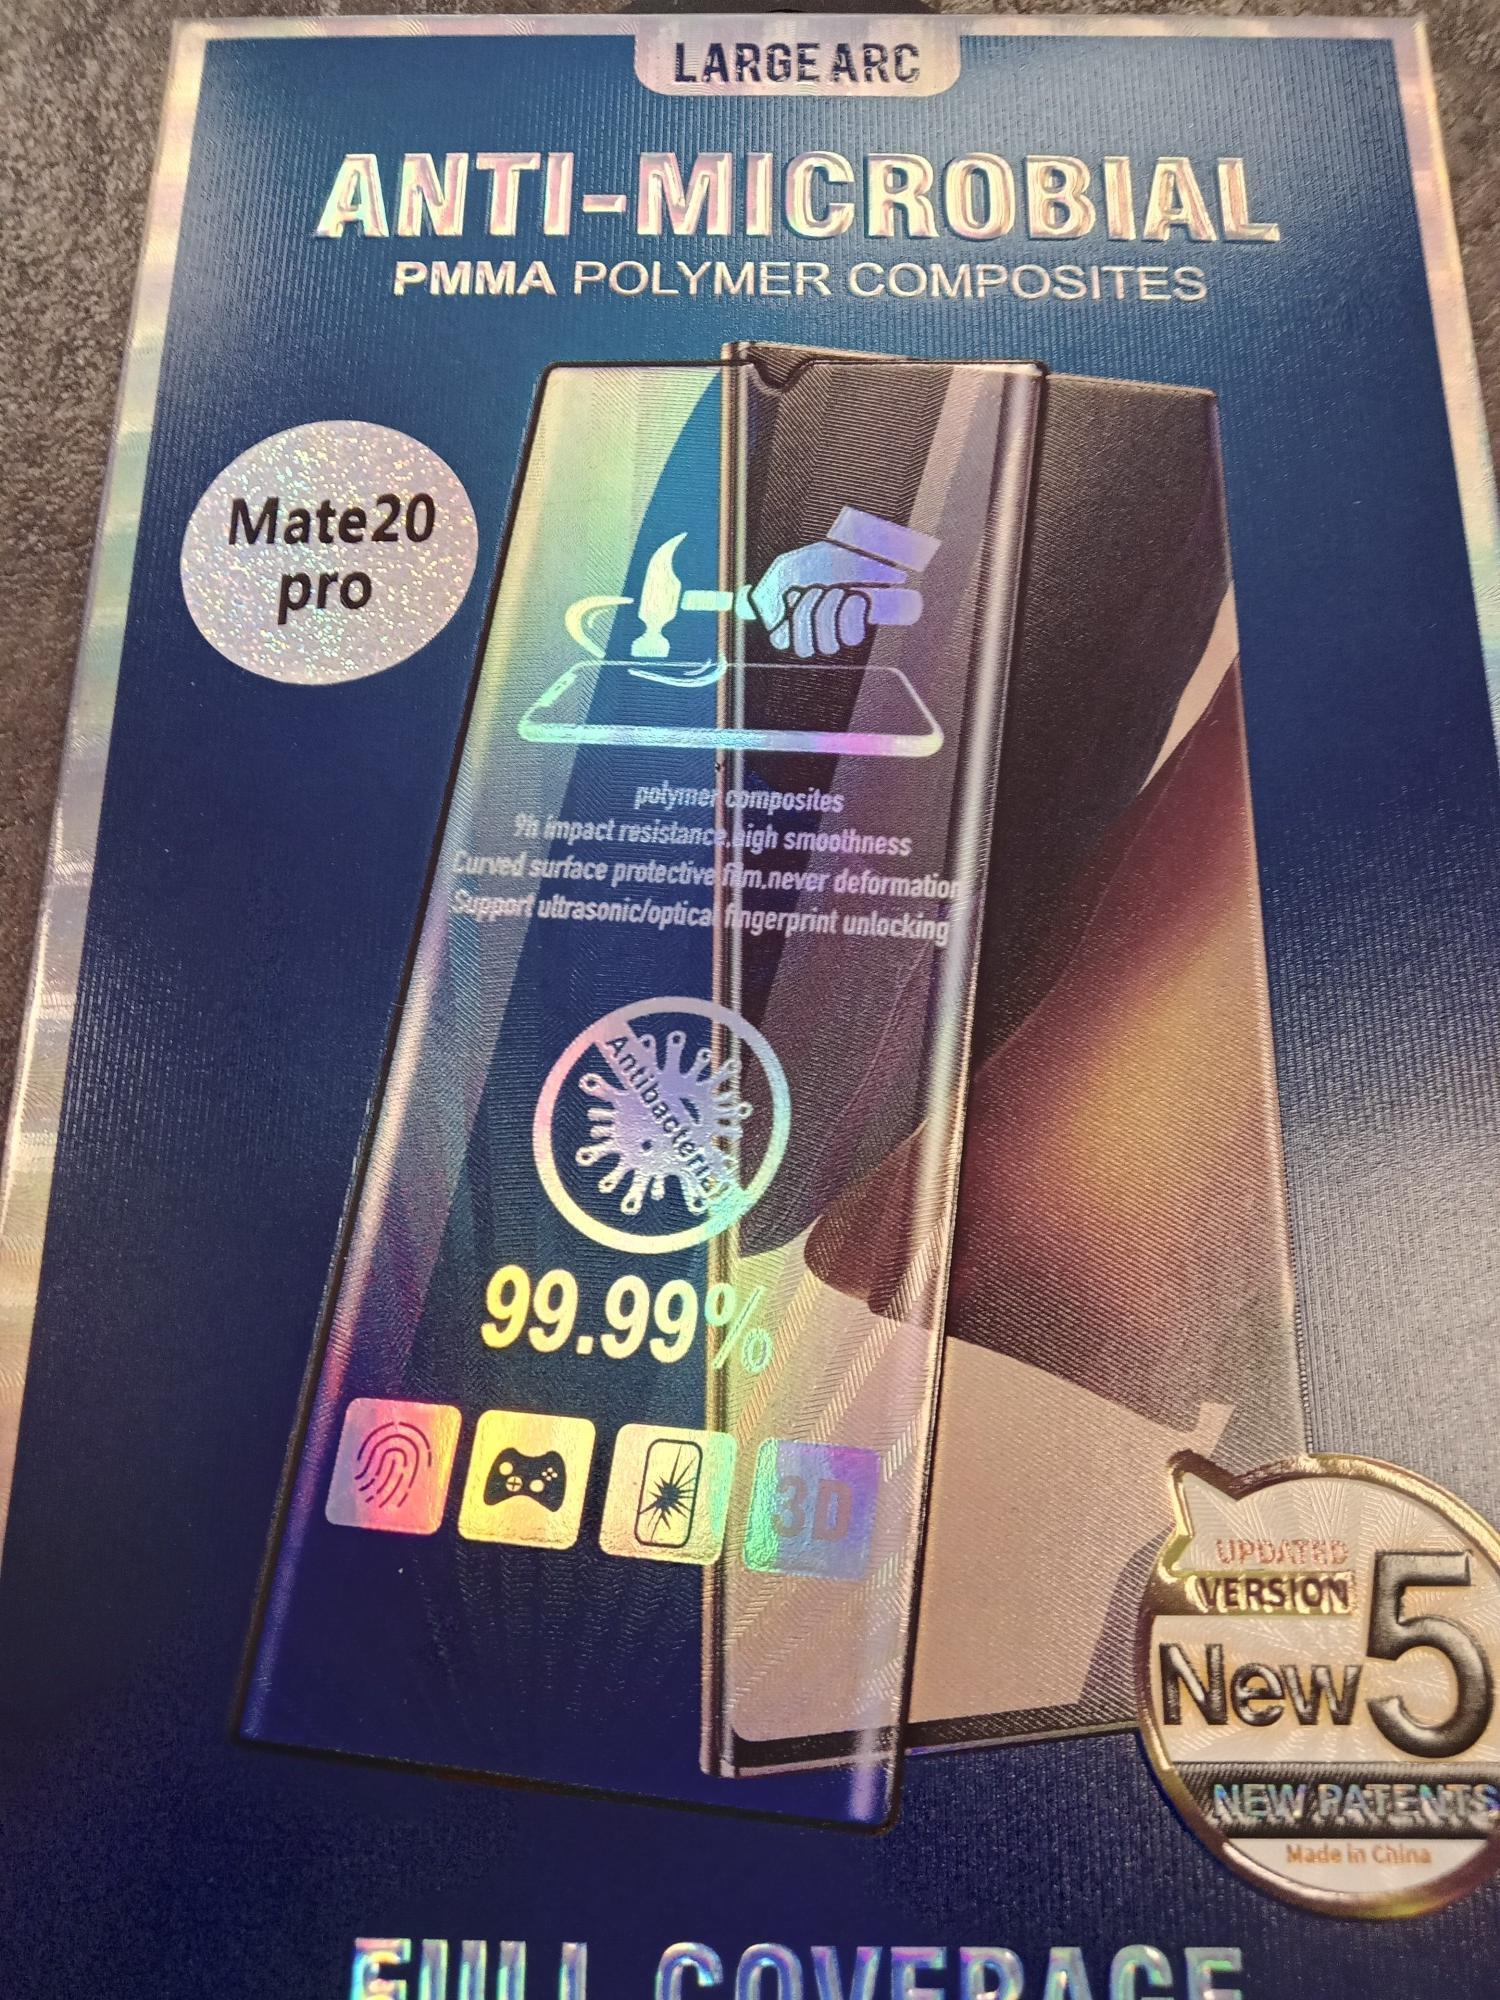 LARGE ARC
ANTI-MICROBIAL
PMMA POLYMER COMPOSITES
Mate20
pro
polymer composites
9h impact resistance,high smoothness
Curved surface protective film,never deformation
Support ultrasonic/optical fingerprint unlocking
Antibacterial
99.99%
3D
UPDATED
VERSION
New 5
NEW PATENTS
Made in China
FULL COVERAGE